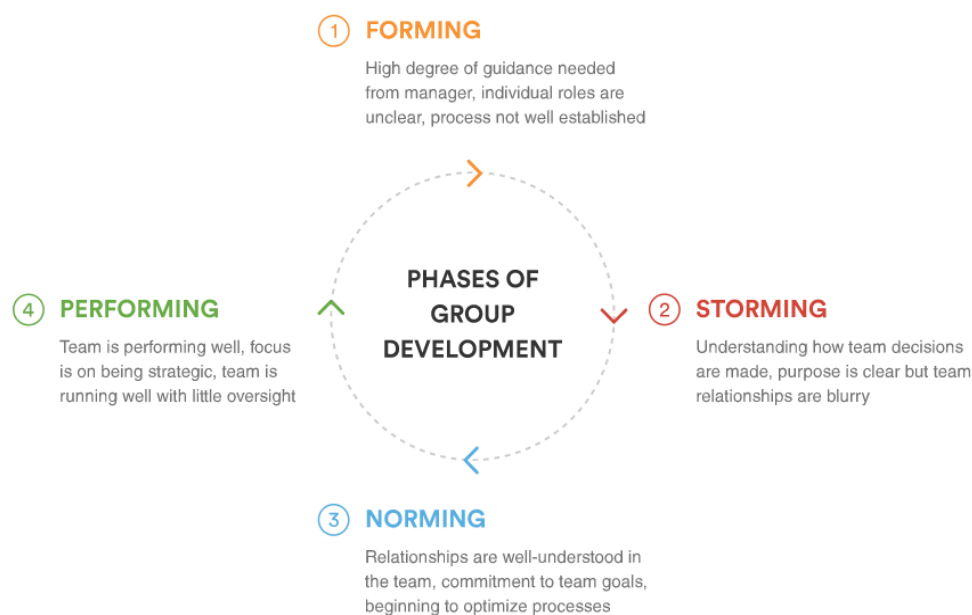 1 FORMING
High degree of guidance needed
from manager, individual roles are
unclear, process not well established
PHASES OF
GROUP
DEVELOPMENT
2 STORMING
Understanding how team decisions
are made, purpose is clear but team
relationships are blurry
3 NORMING
Relationships are well-understood in
the team, commitment to team goals,
beginning to optimize processes
4 PERFORMING
Team is performing well, focus
is on being strategic, team is
running well with little oversight